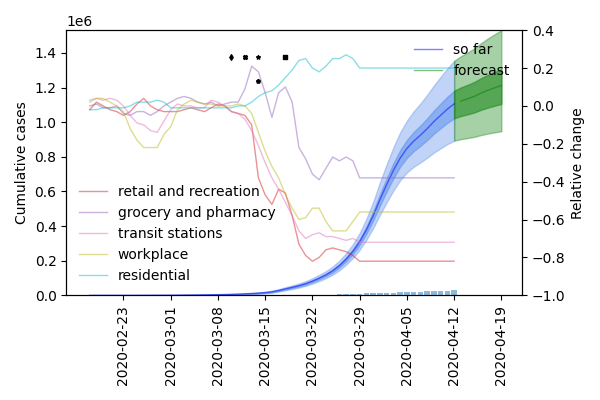 1e6
so far
forecast
retail and recreation
grocery and pharmacy
transit stations
workplace
residential
Cumulative cases
1.4
1.2
1.0
0.8
0.6
0.4
0.2
0.0
Relative change
0.4
0.2
0.0
−0.2
−0.4
−0.6
−0.8
−1.0
2020-02-23
2020-03-01
2020-03-08
2020-03-15
2020-03-22
2020-03-29
2020-04-05
2020-04-12
2020-04-19